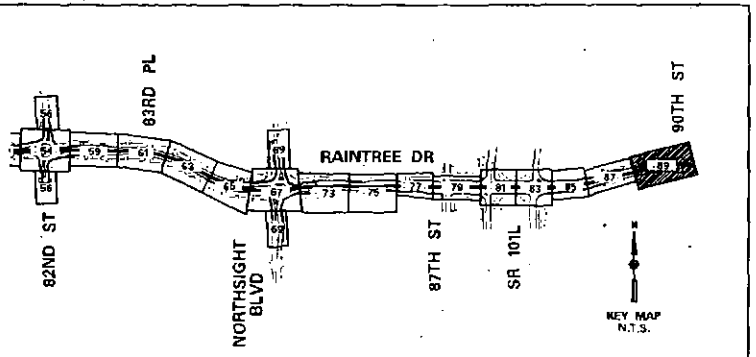 83RD PL
90TH ST
56
69
RAINTREE DR
54
59
61
63
65
67
73
75
77
79
81
83
85
87
89
56
69
82ND ST
NORTHSIGHT
BLVD
87TH ST
SR 101L
N
KEY MAP
N.T.S.